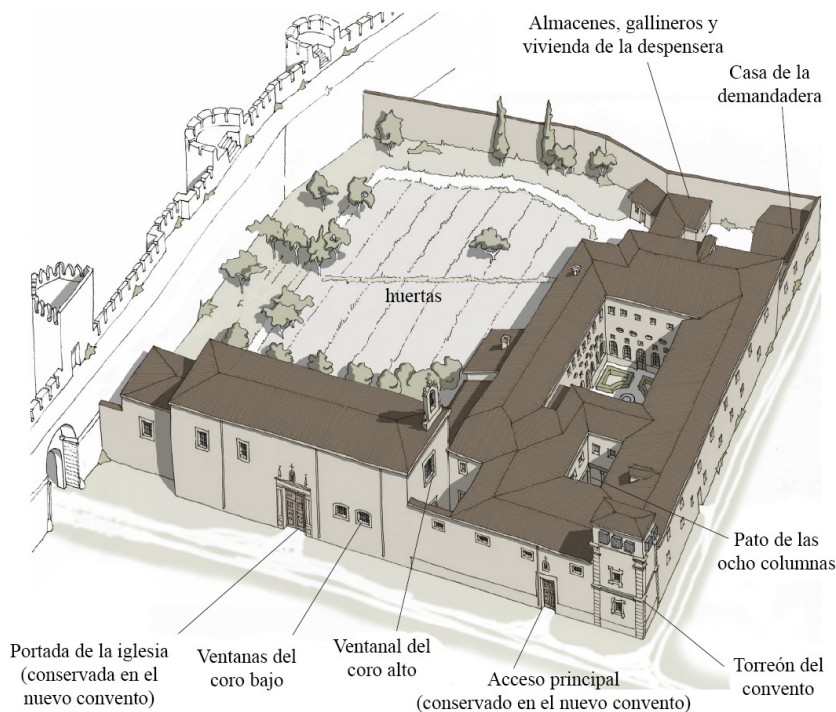 Almacenes, gallineros y
vivienda de la despensera
Casa de la
demandadera
huertas
Pato de las
ocho columnas
Portada de la iglesia
(conservada en el
nuevo convento)
Ventanas del
coro bajo
Ventanal del
coro alto
Acceso principal
(conservado en el nuevo convento)
Torreón del
convento